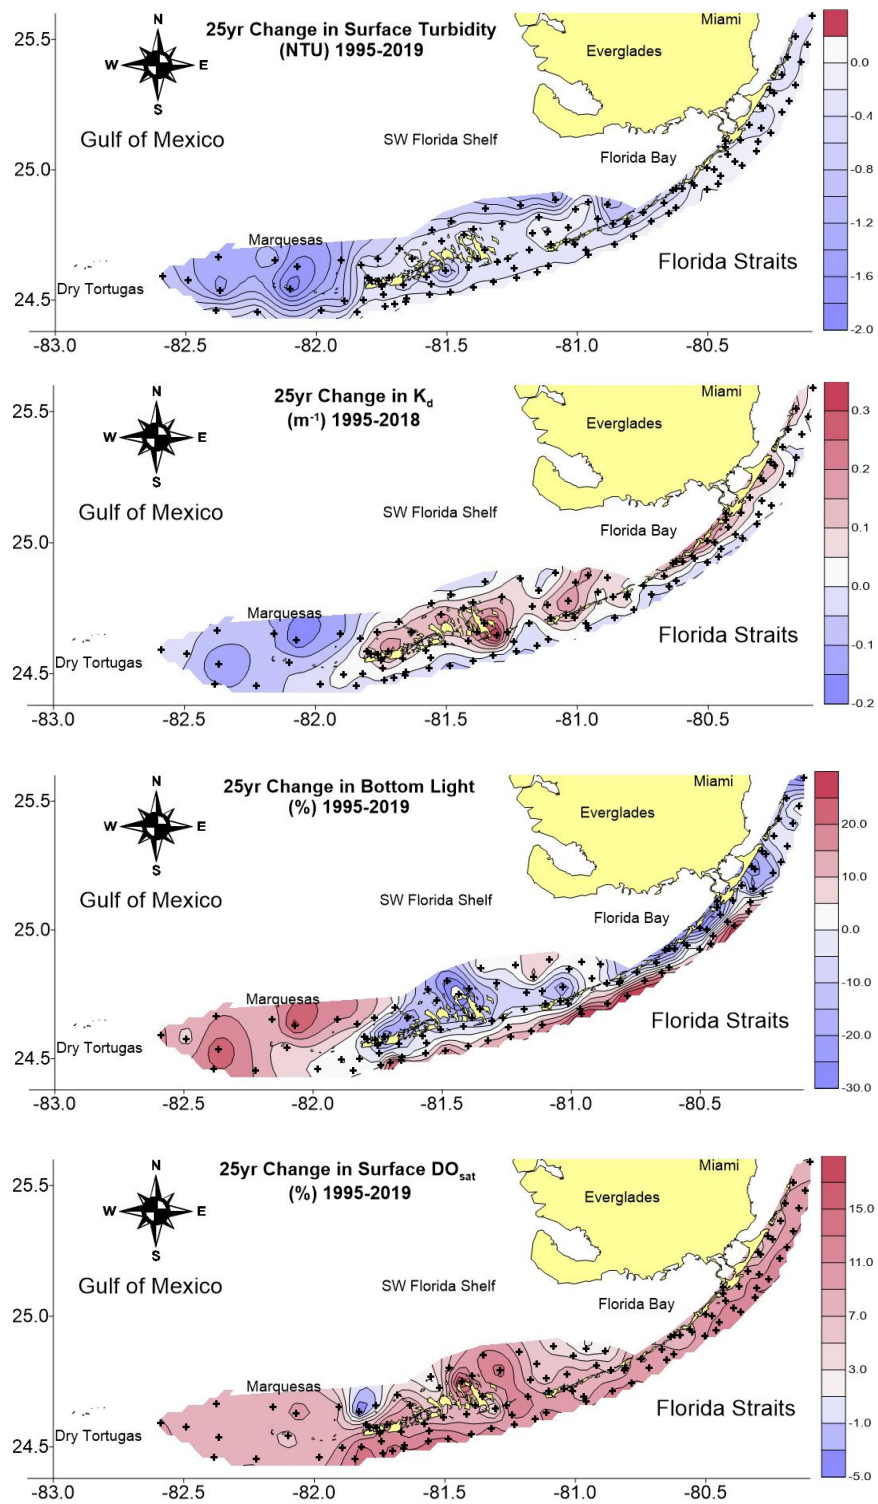 25yr Change in Surface Turbidity
(NTU) 1995-2019
N
W E
S
Miami
Everglades
Gulf of Mexico
SW Florida Shelf
Florida Bay
Marquesas
Dry Tortugas
Florida Straits
25.5
25.0
24.5
-83.0 -82.5 -82.0 -81.5 -81.0 -80.5
0.0
-0.4
-0.8
-1.2
-1.6
-2.0
25yr Change in Kd
(m-1) 1995-2018
N
W E
S
Miami
Everglades
Gulf of Mexico
SW Florida Shelf
Florida Bay
Marquesas
Dry Tortugas
Florida Straits
25.5
25.0
24.5
-83.0 -82.5 -82.0 -81.5 -81.0 -80.5
0.3
0.2
0.1
0.0
-0.1
-0.2
25yr Change in Bottom Light
(%) 1995-2019
N
W E
S
Miami
Everglades
Gulf of Mexico
SW Florida Shelf
Florida Bay
Marquesas
Dry Tortugas
Florida Straits
25.5
25.0
24.5
-83.0 -82.5 -82.0 -81.5 -81.0 -80.5
20.0
10.0
0.0
-10.0
-20.0
-30.0
25yr Change in Surface DOsat
(%) 1995-2019
N
W E
S
Miami
Everglades
Gulf of Mexico
SW Florida Shelf
Florida Bay
Marquesas
Dry Tortugas
Florida Straits
25.5
25.0
24.5
-83.0 -82.5 -82.0 -81.5 -81.0 -80.5
15.0
11.0
7.0
3.0
-1.0
-5.0